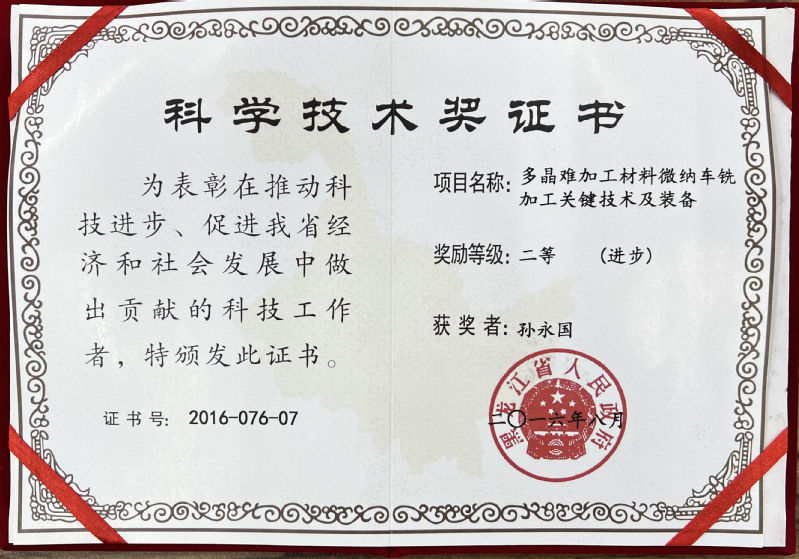 科学技术奖证书
为表彰在推动科
技进步、促进我省经
济和社会发展中做
出贡献的科技工作
者，特颁发此证书。
证书号：2016-076-07
项目名称：多晶难加工材料微纳车铣
加工关键技术及装备
奖励等级：二等 （进步）
获奖者：孙永国
黑龙江省人民政府
二〇一六年八月